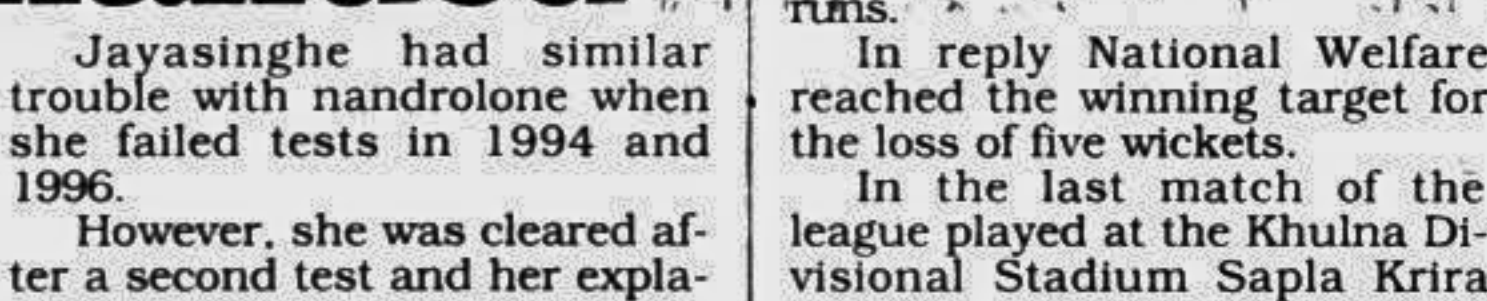 Jayasinghe had similar
trouble with nandrolone when
she failed tests in 1994 and
1996.
However, she was cleared af-
ter a second test and her expla-
runs.
In reply National Welfare
reached the winning target for
the loss of five wickets.
In the last match of the
league played at the Khulna Di-
visional Stadium Sapla Krira